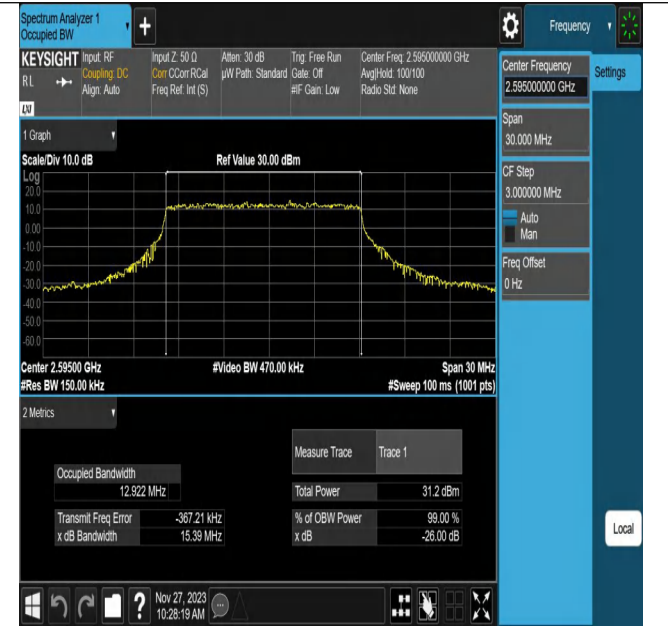 Spectrum Analyzer 1
Occupied BW
+
Frequency
KEYSIGHT
R L
LXI
Input: RF
Coupling: DC
Align: Auto
Input Z: 50 Ω
Corr CCorr RCal
Freq Ref: Int (S)
Atten: 30 dB
µW Path: Standard
Trig: Free Run
Gate: Off
#IF Gain: Low
Center Freq: 2.595000000 GHz
Avg|Hold: 100/100
Radio Std: None
Center Frequency
2.595000000 GHz
Settings
Span
30.000 MHz
CF Step
3.000000 MHz
Auto
Man
Freq Offset
0 Hz
1 Graph
Scale/Div 10.0 dB
Ref Value 30.00 dBm
Log
20.0
10.0
0.00
-10.0
-20.0
-30.0
-40.0
-50.0
-60.0
Center 2.59500 GHz
#Video BW 470.00 kHz
Span 30 MHz
#Res BW 150.00 kHz
#Sweep 100 ms (1001 pts)
2 Metrics
Measure Trace
Trace 1
Occupied Bandwidth
12.922 MHz
Total Power
31.2 dBm
Transmit Freq Error
-367.21 kHz
% of OBW Power
99.00 %
x dB Bandwidth
15.39 MHz
x dB
-26.00 dB
Local
?
Nov 27, 2023
10:28:19 AM